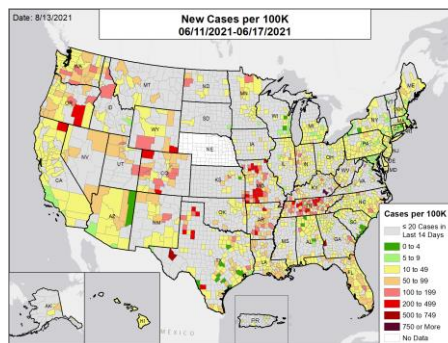 Date: 8/13/2021
New Cases per 100K
06/11/2021-06/17/2021
WA
MT
ND
MN
ME
OR
ID
SD
WI
MI
NY
WY
IA
NE
PA
NV
UT
CO
IL
IN
OH
CA
KS
MO
KY
VA
AZ
NM
OK
AR
TN
NC
SC
MS
AL
GA
TX
LA
FL
AK
HI
PR
MÉXICO
Cases per 100K
≤ 20 Cases in
Last 14 Days
0 to 4
5 to 9
10 to 49
50 to 99
100 to 199
200 to 499
500 to 749
750 or More
No Data